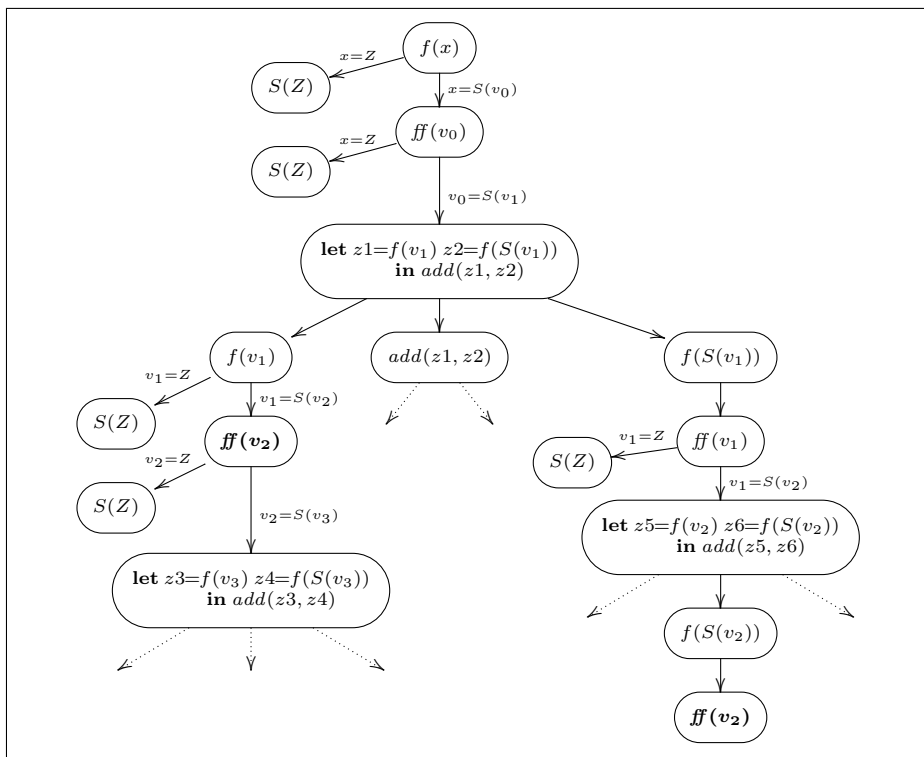 f(x)
x=Z
S(Z)
x=S(v₀)
ff(v₀)
x=Z
S(Z)
v₀=S(v₁)
let z1=f(v₁) z2=f(S(v₁))
in add(z1, z2)
f(v₁)
add(z1, z2)
f(S(v₁))
v₁=Z
v₁=S(v₂)
S(Z)
ff(v₂)
v₁=Z
ff(v₁)
S(Z)
v₂=Z
v₁=S(v₂)
S(Z)
v₂=S(v₃)
let z5=f(v₂) z6=f(S(v₂))
in add(z5, z6)
let z3=f(v₃) z4=f(S(v₃))
in add(z3, z4)
f(S(v₂))
ff(v₂)